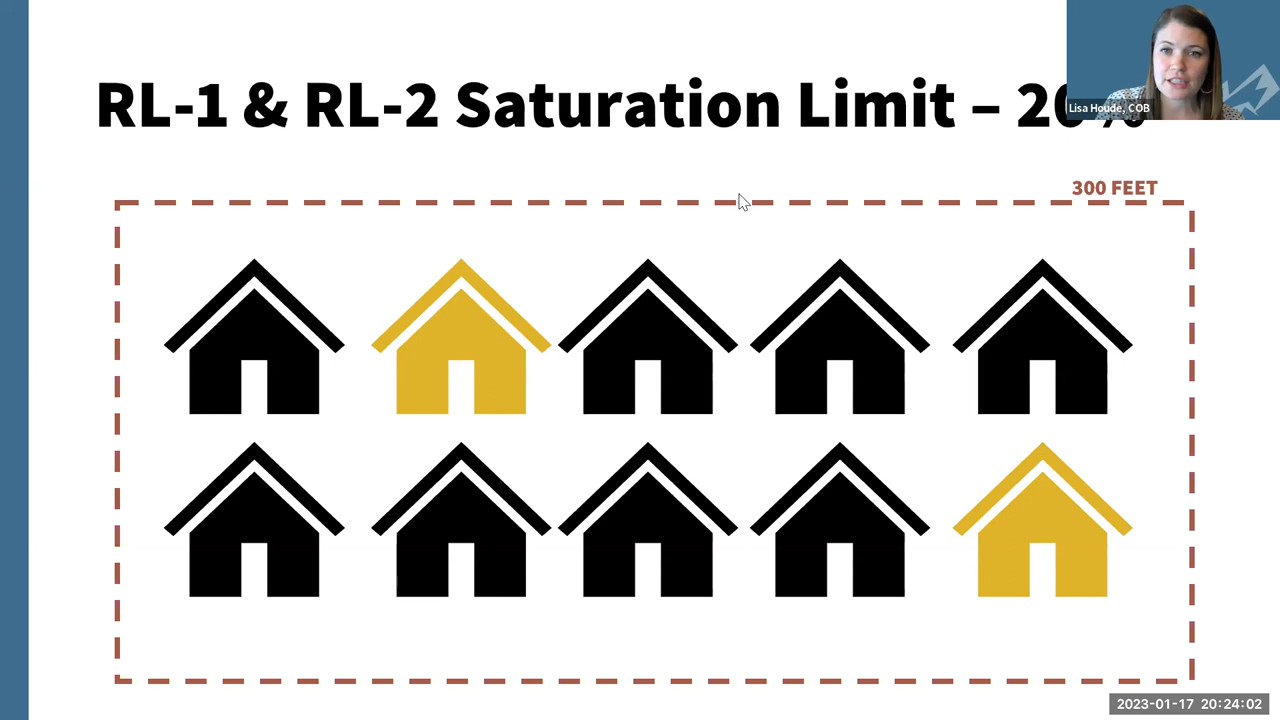 RL-1 & RL-2 Saturation Limit – 20%
Lisa Houde, COB
300 FEET
2023-01-17 20:24:02